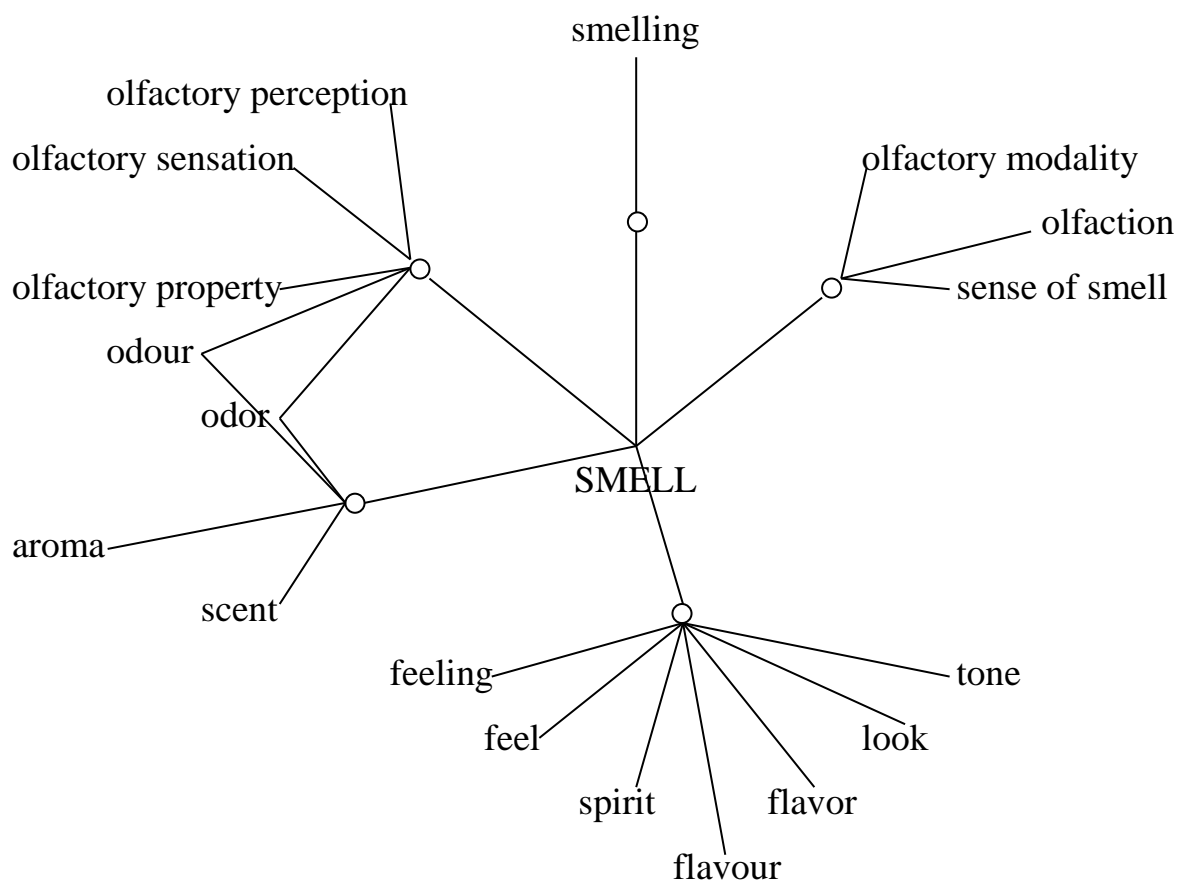 smelling
olfactory perception
olfactory sensation
olfactory modality
olfaction
olfactory property
sense of smell
odour
odor
SMELL
aroma
scent
feeling
tone
feel
look
spirit
flavor
flavour